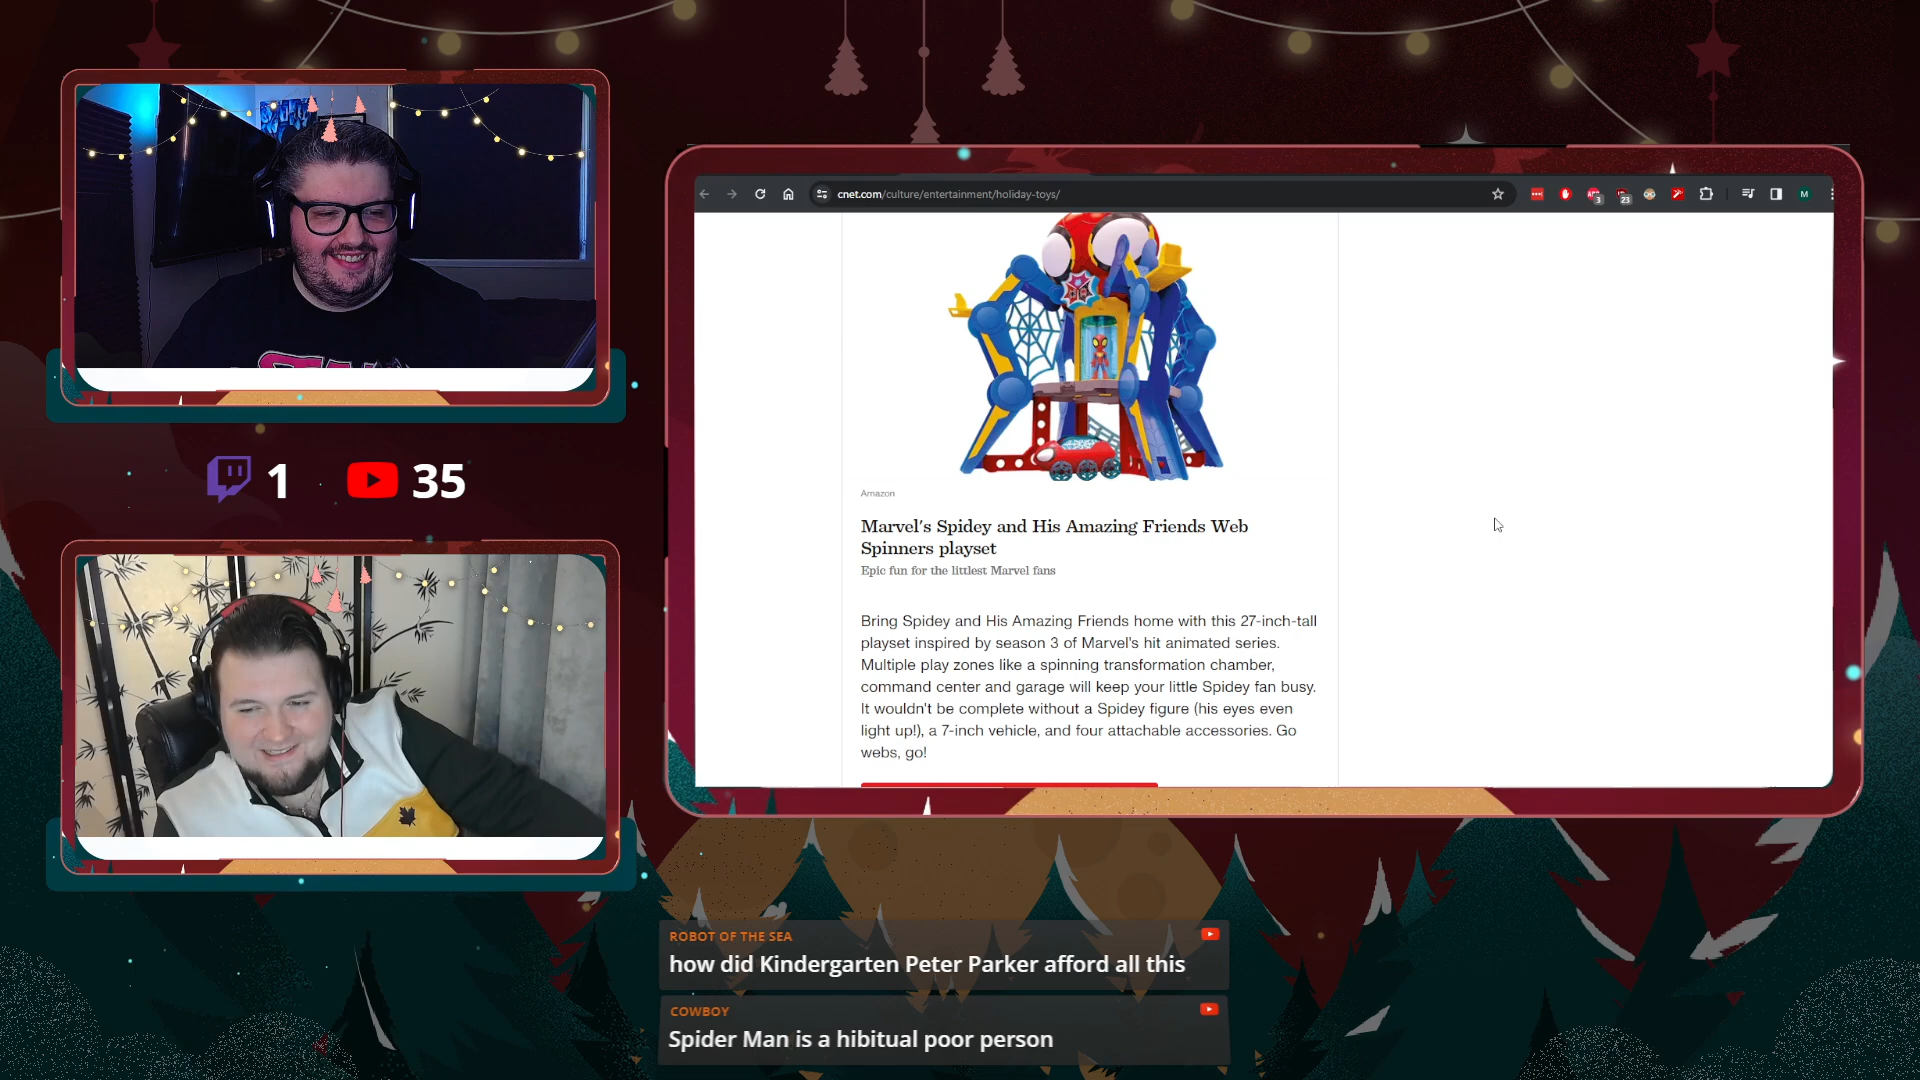 1
35
cnet.com/culture/entertainment/holiday-toys/
3
23
M
Amazon
Marvel's Spidey and His Amazing Friends Web
Spinners playset
Epic fun for the littlest Marvel fans
Bring Spidey and His Amazing Friends home with this 27-inch-tall
playset inspired by season 3 of Marvel's hit animated series.
Multiple play zones like a spinning transformation chamber,
command center and garage will keep your little Spidey fan busy.
It wouldn't be complete without a Spidey figure (his eyes even
light up!), a 7-inch vehicle, and four attachable accessories. Go
webs, go!
ROBOT OF THE SEA
how did Kindergarten Peter Parker afford all this
COWBOY
Spider Man is a hibitual poor person